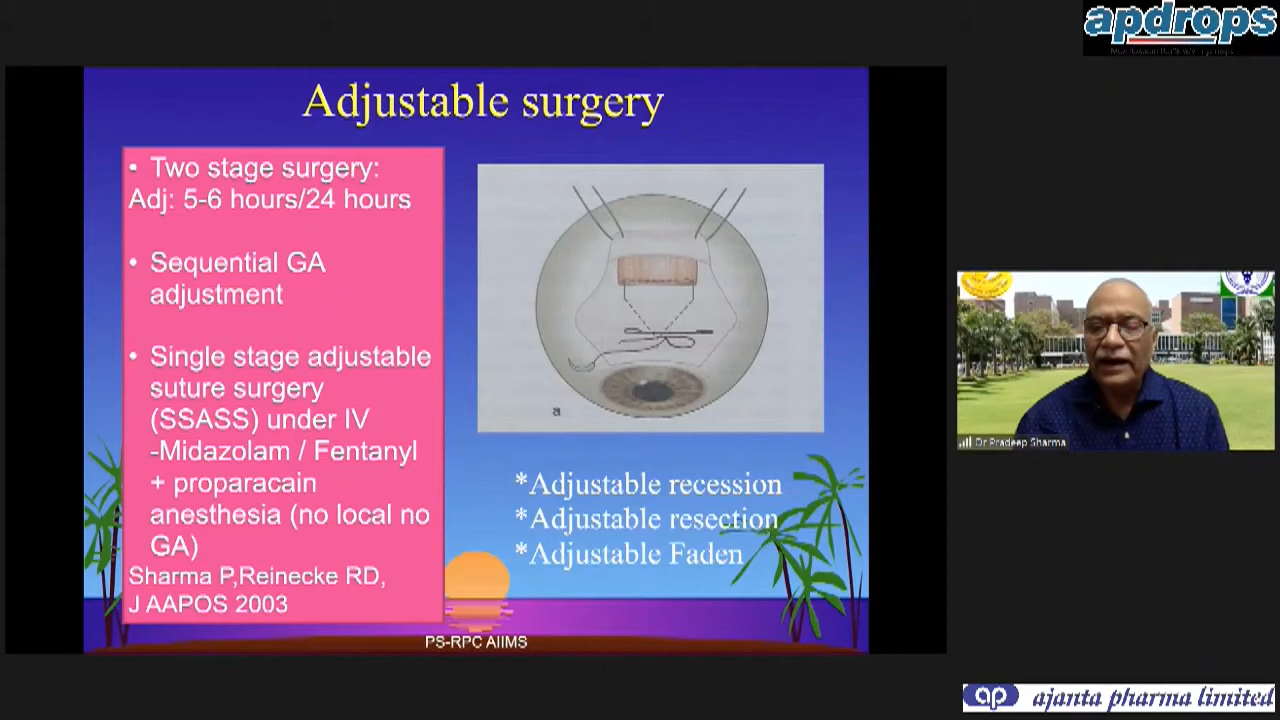 apdrops
Adjustable surgery
• Two stage surgery:
Adj: 5-6 hours/24 hours
• Sequential GA
adjustment
• Single stage adjustable
suture surgery
(SSASS) under IV
-Midazolam / Fentanyl
+ proparacain
anesthesia (no local no
GA)
Sharma P,Reinecke RD,
J AAPOS 2003
a
*Adjustable recession
*Adjustable resection
*Adjustable Faden
PS-RPC AIIMS
Dr Pradeep Sharma
ap ajanta pharma limited